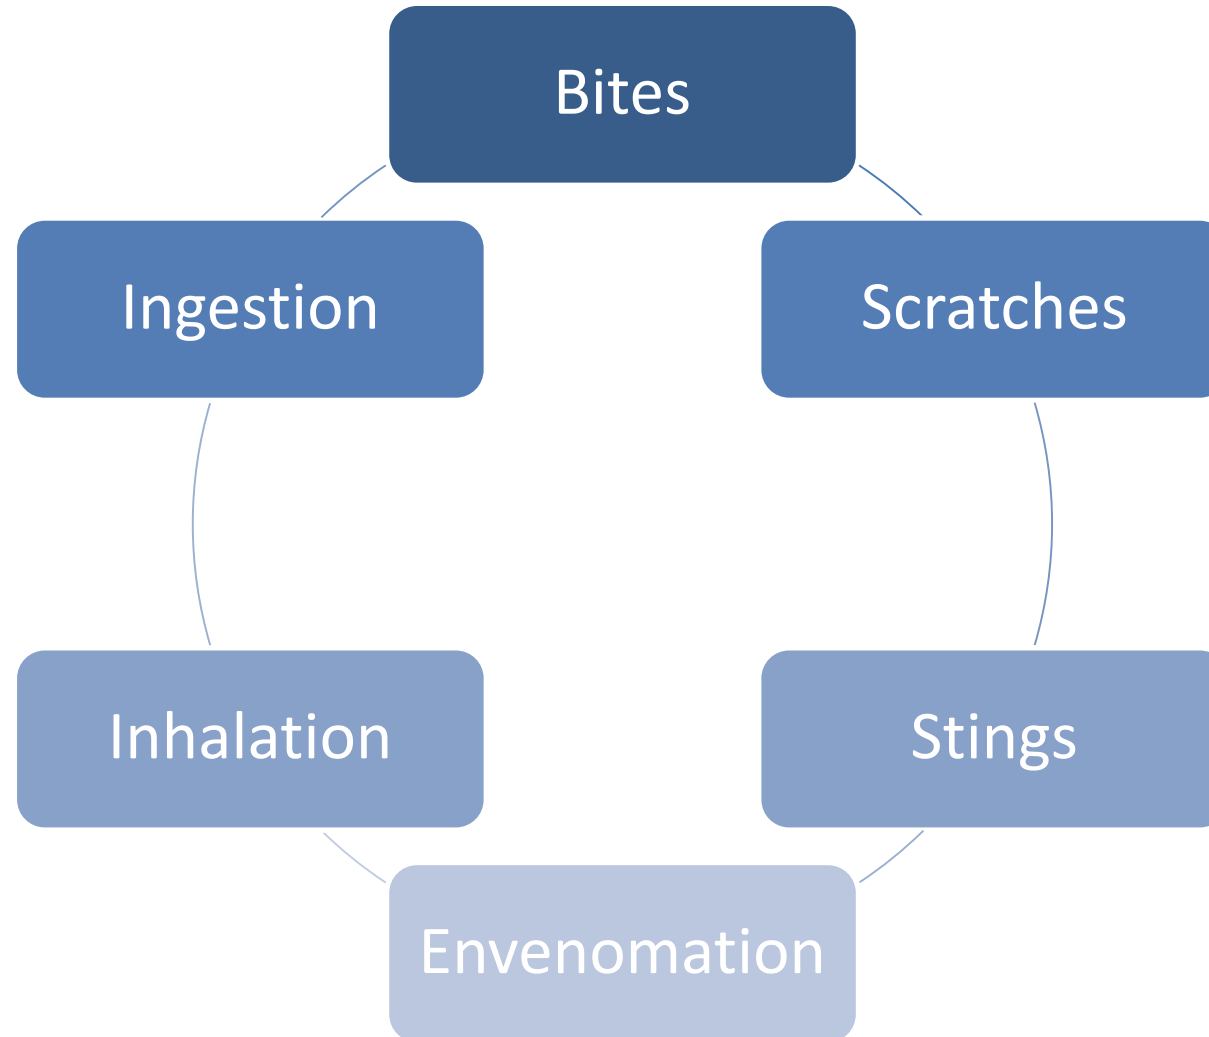 Bites
Scratches
Stings
Envenomation
Inhalation
Ingestion